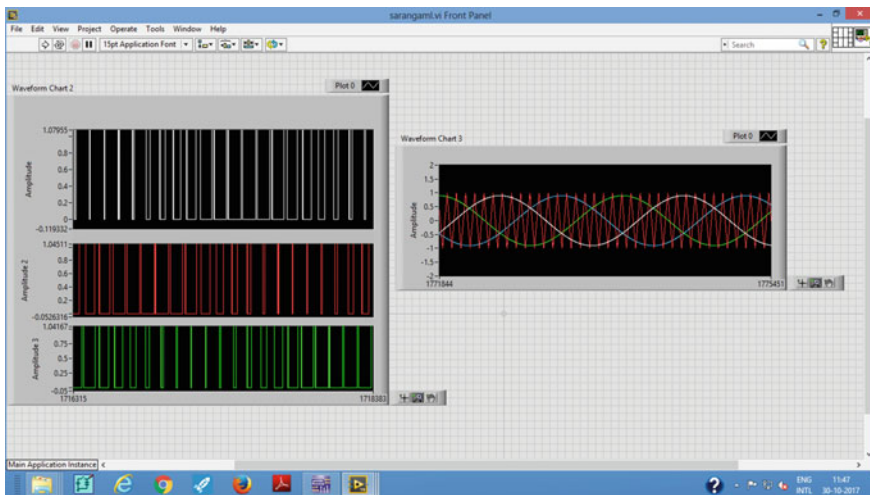 sarangaml.vi Front Panel
File Edit View Project Operate Tools Window Help
15pt Application Font
Search
Waveform Chart 2
Plot 0
1.07955
0.8
0.6
0.4
0.2
0
-0.119332
Amplitude
1.04511
0.8
0.6
0.4
0.2
-0.0526316
Amplitude 2
1.04167
0.75
0.5
0.25
-0.05
Amplitude 3
1716315
1718383
Waveform Chart 3
Plot 0
2
1.5
1
0.5
0
-0.5
-1
-1.5
-2
Amplitude
1771844
1775451
Main Application Instance
ENG
INTL
11:47
30-10-2017